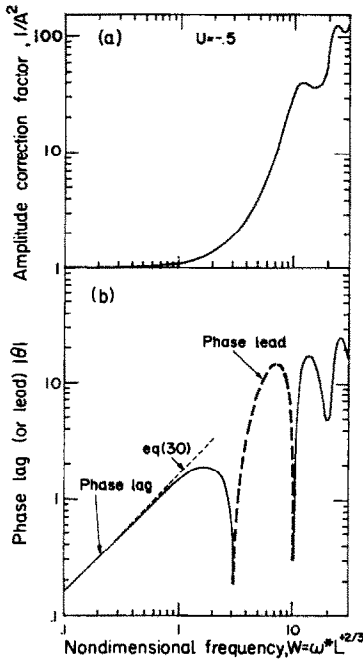 (a)
U=-.5
Amplitude correction factor, 1/A²
100
10
1
(b)
Phase lag (or lead) |θ|
10
1
.1
Phase lead
eq(30)
Phase lag
.1
1
10
Nondimensional frequency, W=ω*L+2/3